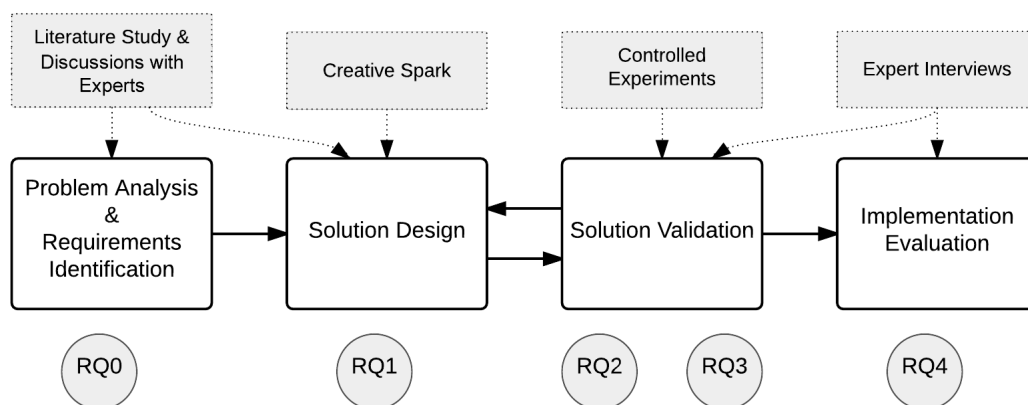 Literature Study &
Discussions with
Experts
Creative Spark
Controlled
Experiments
Expert Interviews
Problem Analysis
&
Requirements
Identification
Solution Design
Solution Validation
Implementation
Evaluation
RQ0
RQ1
RQ2
RQ3
RQ4